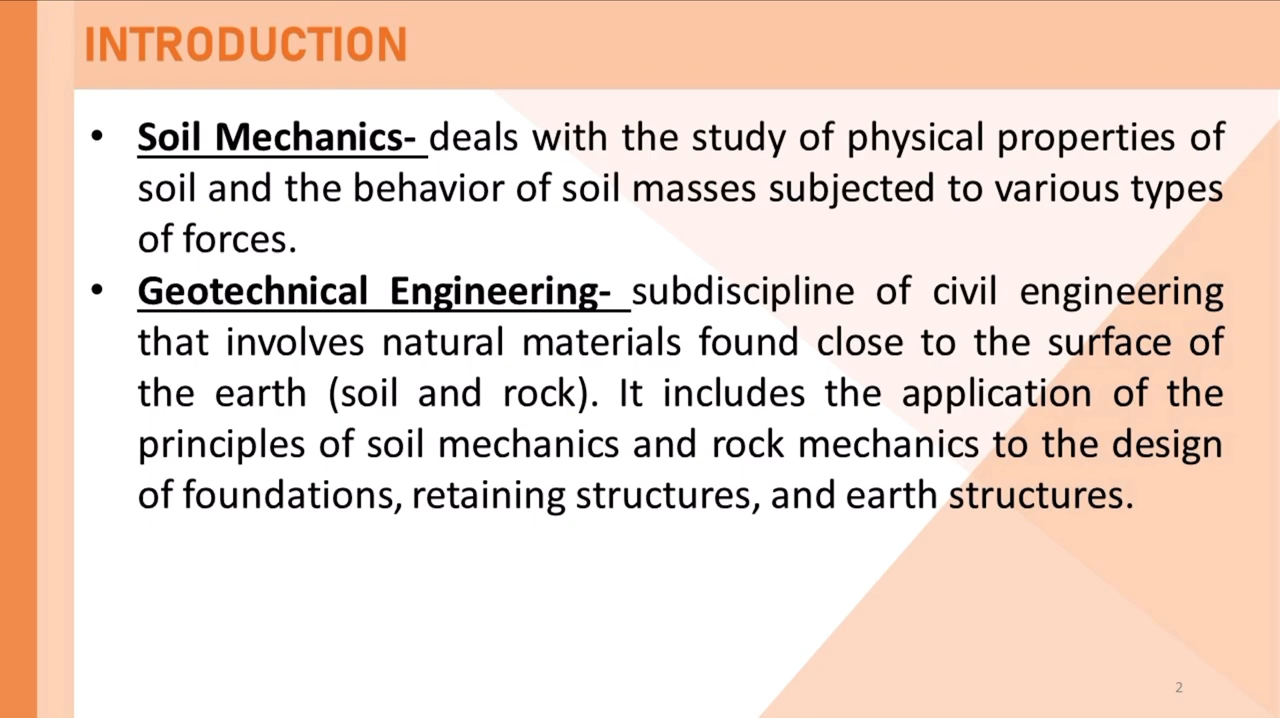 INTRODUCTION
• Soil Mechanics- deals with the study of physical properties of
soil and the behavior of soil masses subjected to various types
of forces.
• Geotechnical Engineering- subdiscipline of civil engineering
that involves natural materials found close to the surface of
the earth (soil and rock). It includes the application of the
principles of soil mechanics and rock mechanics to the design
of foundations, retaining structures, and earth structures.
2